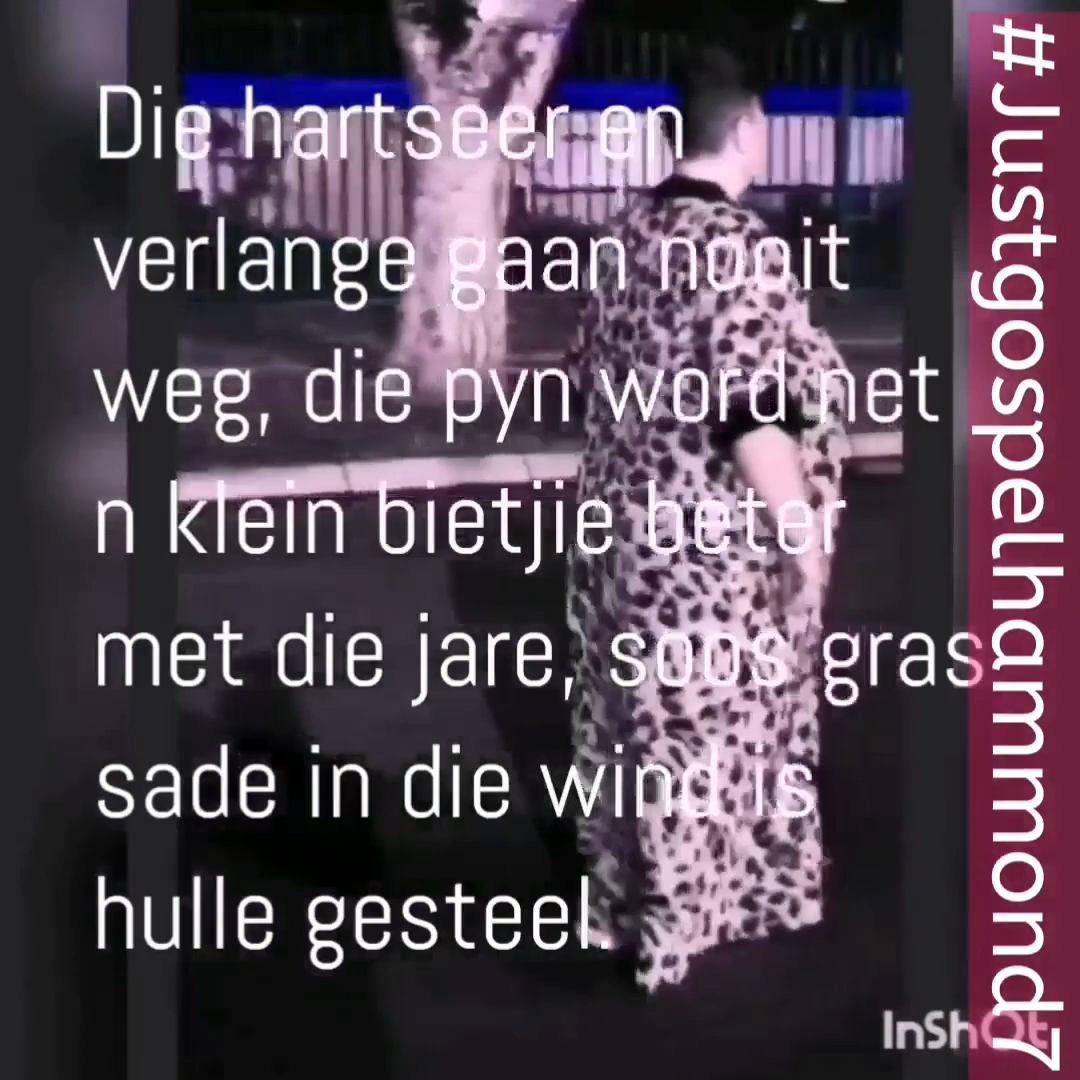 Die hartseer en
verlange gaan nooit
weg, die pyn word net
n klein bietjie beter
met die jare, soos gras
sade in die wind is
hulle gesteel.
#Justgospelhammond7
InShOt